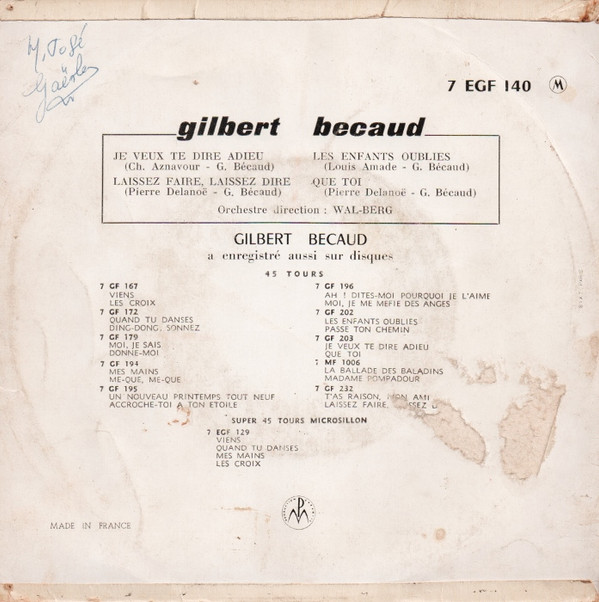 M. José
7 EGF 140 M
gilbert becaud
JE VEUX TE DIRE ADIEU
(Ch. Aznavour - G. Bécaud)
LAISSEZ FAIRE, LAISSEZ DIRE
(Pierre Delanoë - G. Bécaud)
LES ENFANTS OUBLIES
(Louis Amade - G. Bécaud)
QUE TOI
(Pierre Delanoë - G. Bécaud)
Orchestre direction : WAL-BERG
GILBERT BECAUD
a enregistré aussi sur disques
45 TOURS
7 GF 167
VIENS
LES CROIX
7 GF 172
QUAND TU DANSES
DING-DONG, SONNEZ
7 GF 179
MOI, JE SAIS
DONNE-MOI
7 GF 194
MES MAINS
ME-QUE, ME-QUE
7 GF 195
UN NOUVEAU PRINTEMPS TOUT NEUF
ACCROCHE-TOI A TON ETOILE
7 GF 196
AH ! DITES-MOI POURQUOI JE L'AIME
MOI, JE ME MEFIE DES ANGES
7 GF 202
LES ENFANTS OUBLIES
PASSE TON CHEMIN
7 GF 203
JE VEUX TE DIRE ADIEU
QUE TOI
MF 1006
LA BALLADE DES BALADINS
MADAME POMPADOUR
7 GF 232
T'AS RAISON, MON AMI
LAISSEZ FAIRE,
SUPER 45 TOURS MICROSILLON
7 EGF 129
VIENS
QUAND TU DANSES
MES MAINS
LES CROIX
MADE IN FRANCE